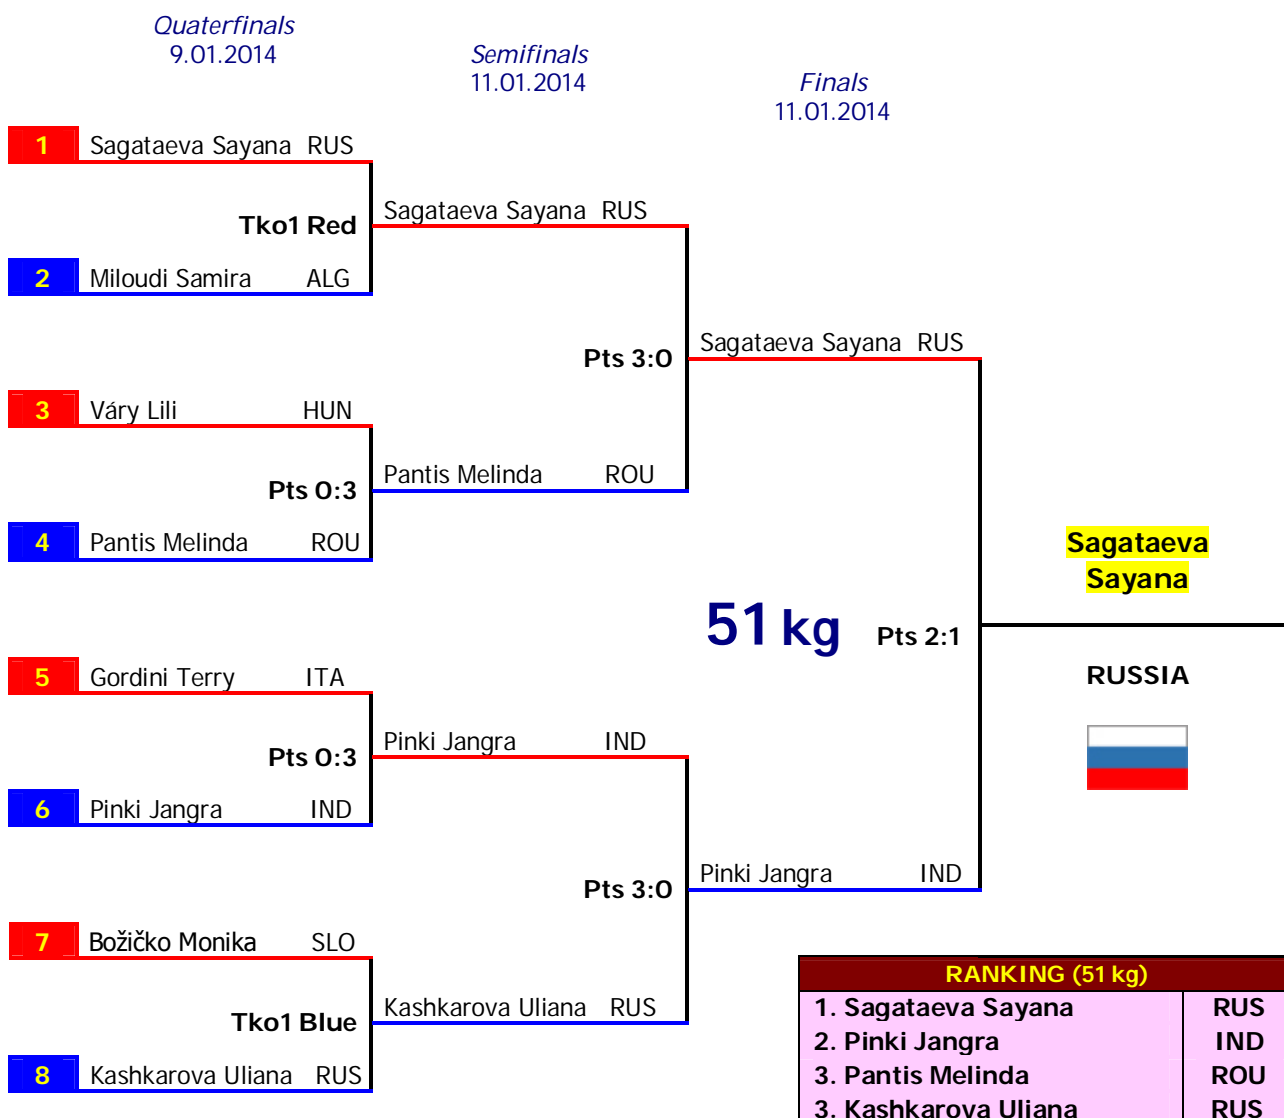 Quaterfinals
9.01.2014
Semifinals
11.01.2014
Finals
11.01.2014
1 Sagataeva Sayana RUS
Tko1 Red
2 Miloudi Samira ALG
Sagataeva Sayana RUS
3 Váry Lili HUN
Pts 0:3
4 Pantis Melinda ROU
Pantis Melinda ROU
Pts 3:0
Sagataeva Sayana RUS
5 Gordini Terry ITA
Pts 0:3
6 Pinki Jangra IND
Pinki Jangra IND
7 Božičko Monika SLO
Tko1 Blue
8 Kashkarova Uliana RUS
Kashkarova Uliana RUS
Pts 3:0
Pinki Jangra IND
51 kg Pts 2:1
Sagataeva
Sayana
RUSSIA
RANKING (51 kg)
1. Sagataeva Sayana RUS
2. Pinki Jangra IND
3. Pantis Melinda ROU
3. Kashkarova Uliana RUS